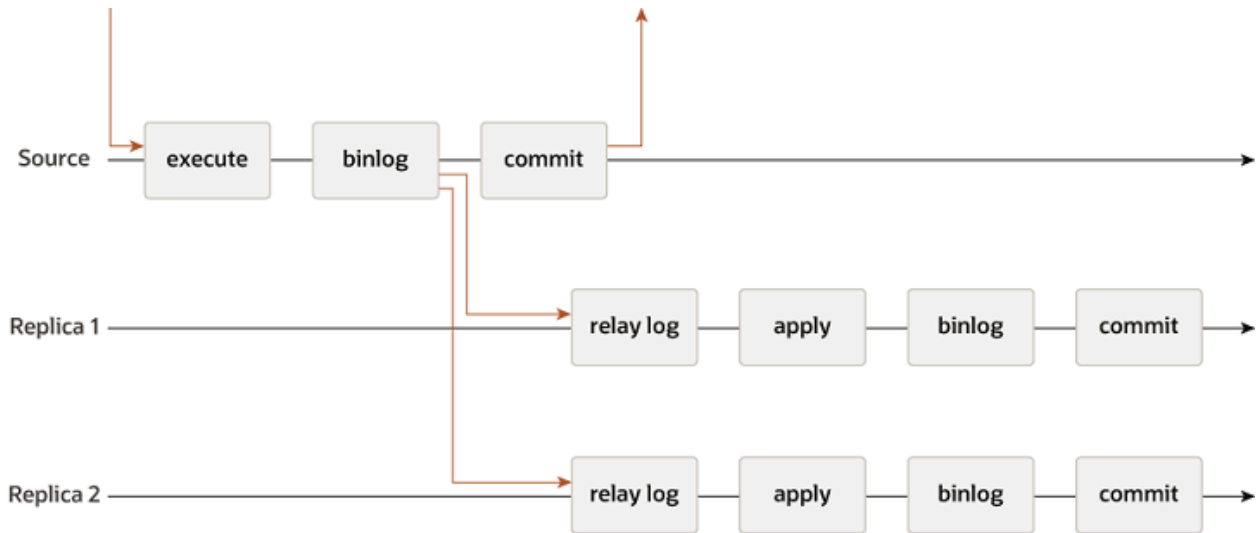 Source execute binlog commit
Replica 1 relay log apply binlog commit
Replica 2 relay log apply binlog commit